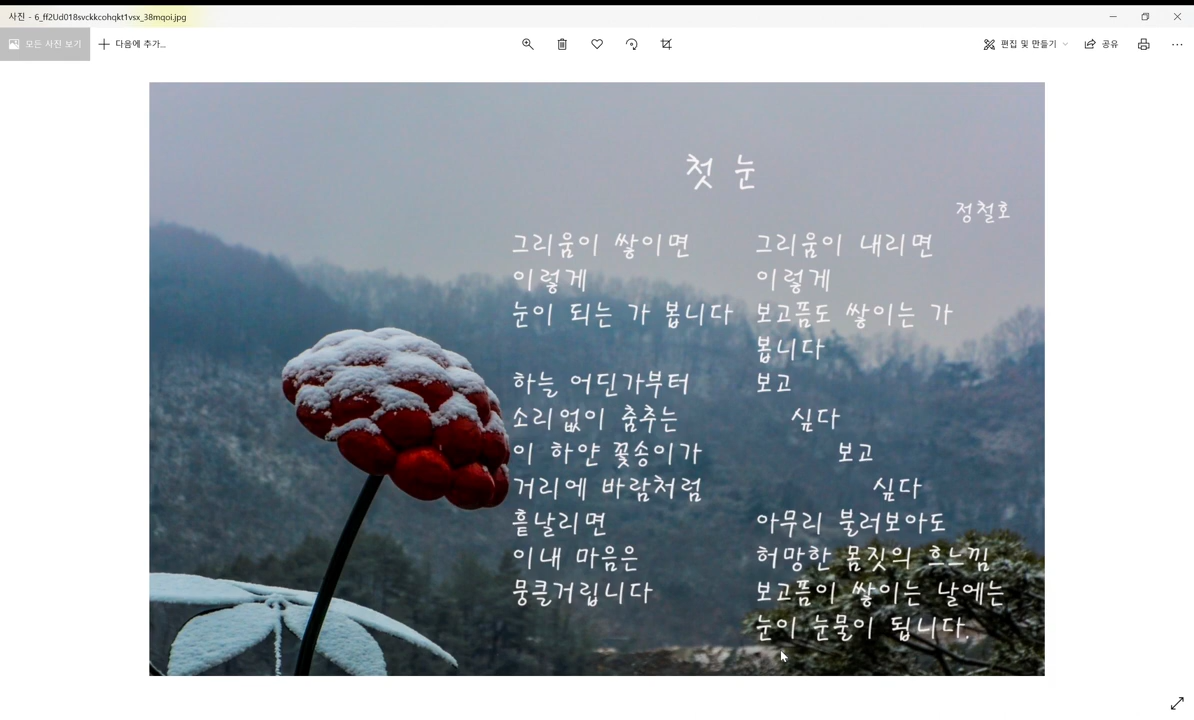 사진 - 6_ff2Ud018svckkcohqkt1vsx_38mqoi.jpg
모든 사진 보기
다음에 추가...
편집 및 만들기
공유
첫 눈
정철호
그리움이 쌓이면
이렇게
눈이 되는 가 봅니다
하늘 어딘가부터
소리없이 춤추는
이 하얀 꽃송이가
거리에 바람처럼
흩날리면
이내 마음은
뭉클거립니다
그리움이 내리면
이렇게
보고픔도 쌓이는 가
봅니다
보고
싶다
보고
싶다
아무리 불러보아도
허망한 몸짓의 흐느낌
보고픔이 쌓이는 날에는
눈이 눈물이 됩니다.